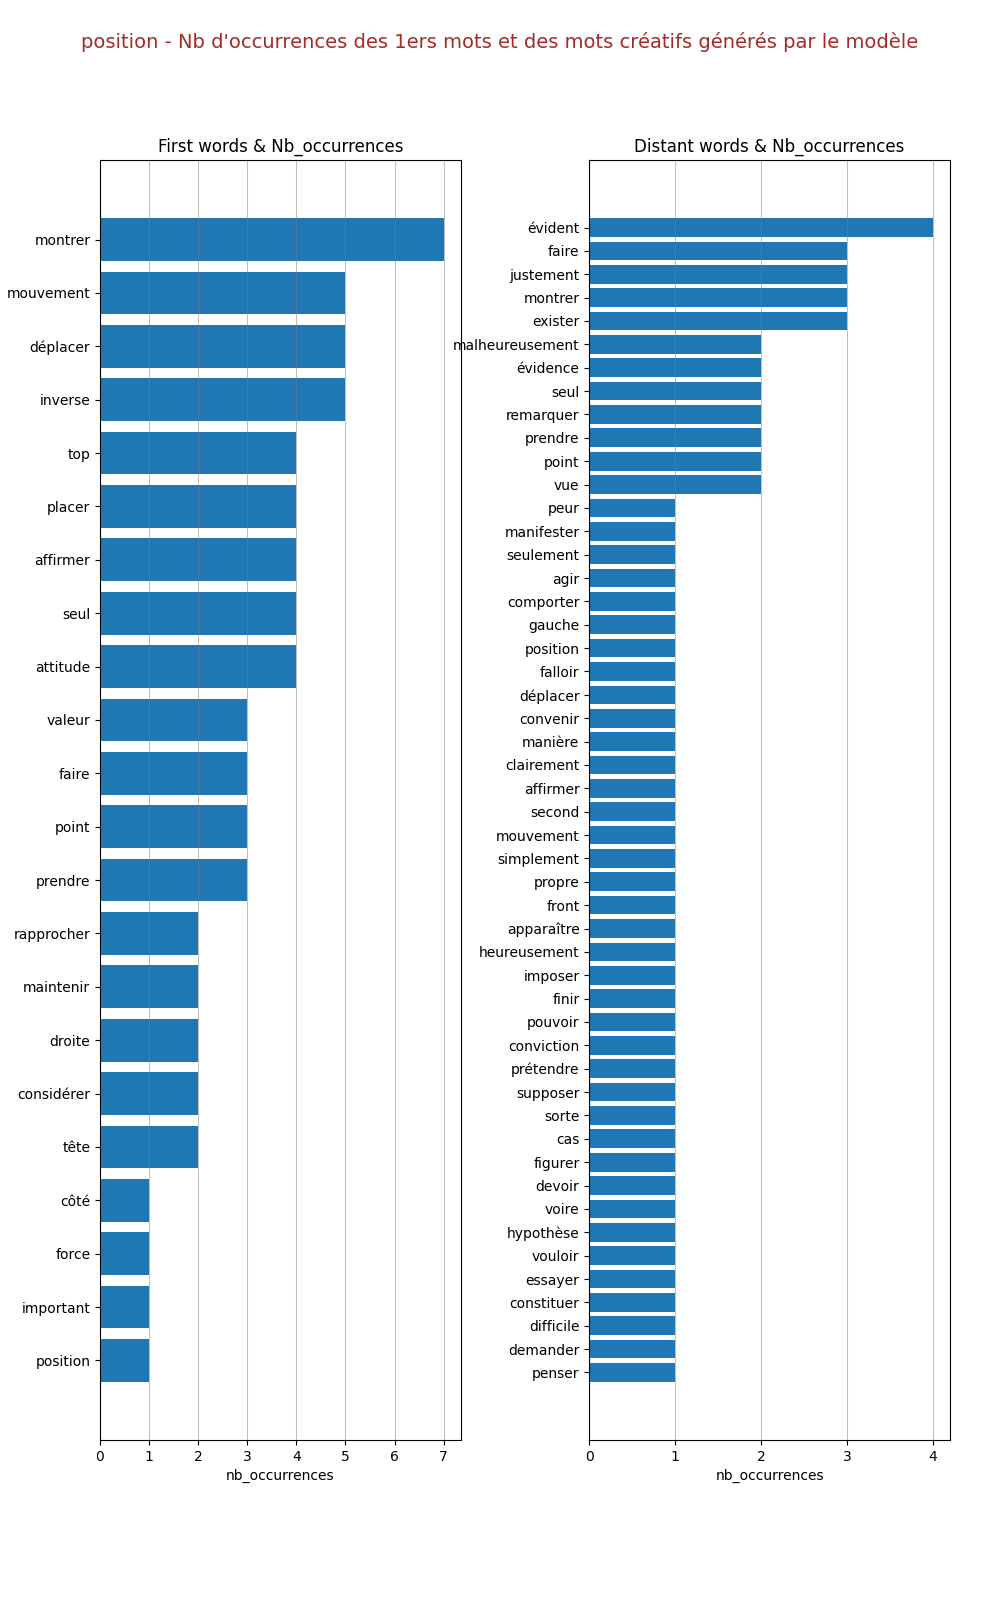 position - Nb d'occurrences des 1ers mots et des mots créatifs générés par le modèle
First words & Nb_occurrences
montrer
mouvement
déplacer
inverse
top
placer
affirmer
seul
attitude
valeur
faire
point
prendre
rapprocher
maintenir
droite
considérer
tête
côté
force
important
position
0 1 2 3 4 5 6 7
nb_occurrences
Distant words & Nb_occurrences
évident
faire
justement
montrer
exister
malheureusement
évidence
seul
remarquer
prendre
point
vue
peur
manifester
seulement
agir
comporter
gauche
position
falloir
déplacer
convenir
manière
clairement
affirmer
second
mouvement
simplement
propre
front
apparaître
heureusement
imposer
finir
pouvoir
conviction
prétendre
supposer
sorte
cas
figurer
devoir
voire
hypothèse
vouloir
essayer
constituer
difficile
demander
penser
0 1 2 3 4
nb_occurrences